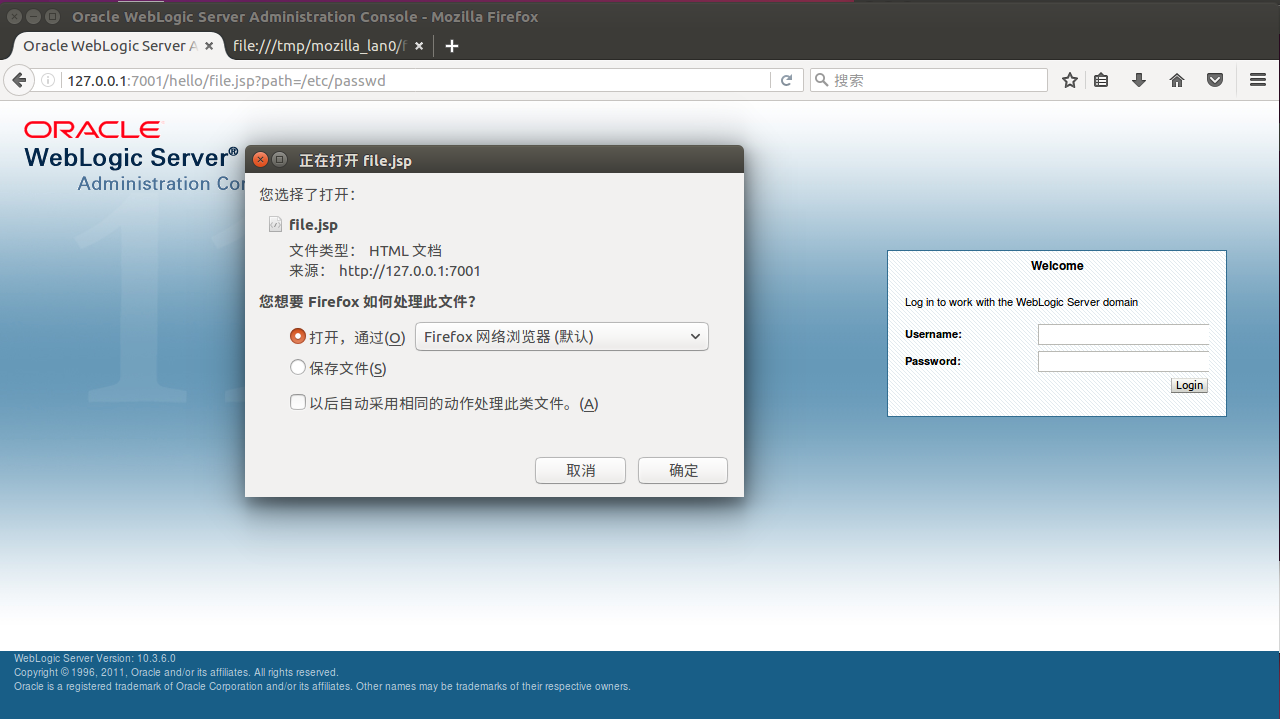 Oracle WebLogic Server Administration Console - Mozilla Firefox
Oracle WebLogic Server A
file:///tmp/mozilla_lan0/f
127.0.0.1:7001/hello/file.jsp?path=/etc/passwd
搜索
ORACLE
WebLogic Server®
Administration Con
11
正在打开 file.jsp
您选择了打开：
file.jsp
文件类型： HTML 文档
来源： http://127.0.0.1:7001
您想要 Firefox 如何处理此文件？
打开，通过(O) Firefox 网络浏览器 (默认)
保存文件(S)
以后自动采用相同的动作处理此类文件。(A)
取消 确定
Welcome
Log in to work with the WebLogic Server domain
Username:
Password:
Login
WebLogic Server Version: 10.3.6.0
Copyright © 1996, 2011, Oracle and/or its affiliates. All rights reserved.
Oracle is a registered trademark of Oracle Corporation and/or its affiliates. Other names may be trademarks of their respective owners.